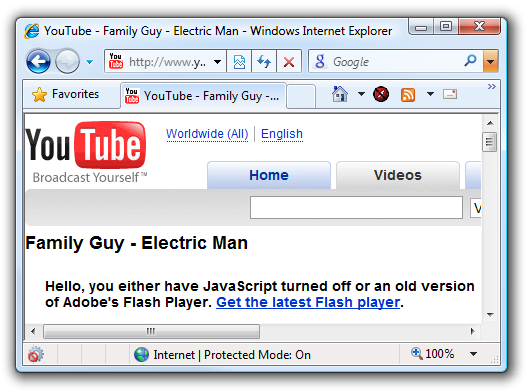 YouTube - Family Guy - Electric Man - Windows Internet Explorer
http://www.y..
Google
Favorites
YouTube - Family Guy -...
You Tube
Broadcast Yourself™
Worldwide (All) | English
Home
Videos
V
Family Guy - Electric Man
Hello, you either have JavaScript turned off or an old version
of Adobe's Flash Player. Get the latest Flash player.
Internet | Protected Mode: On
100%